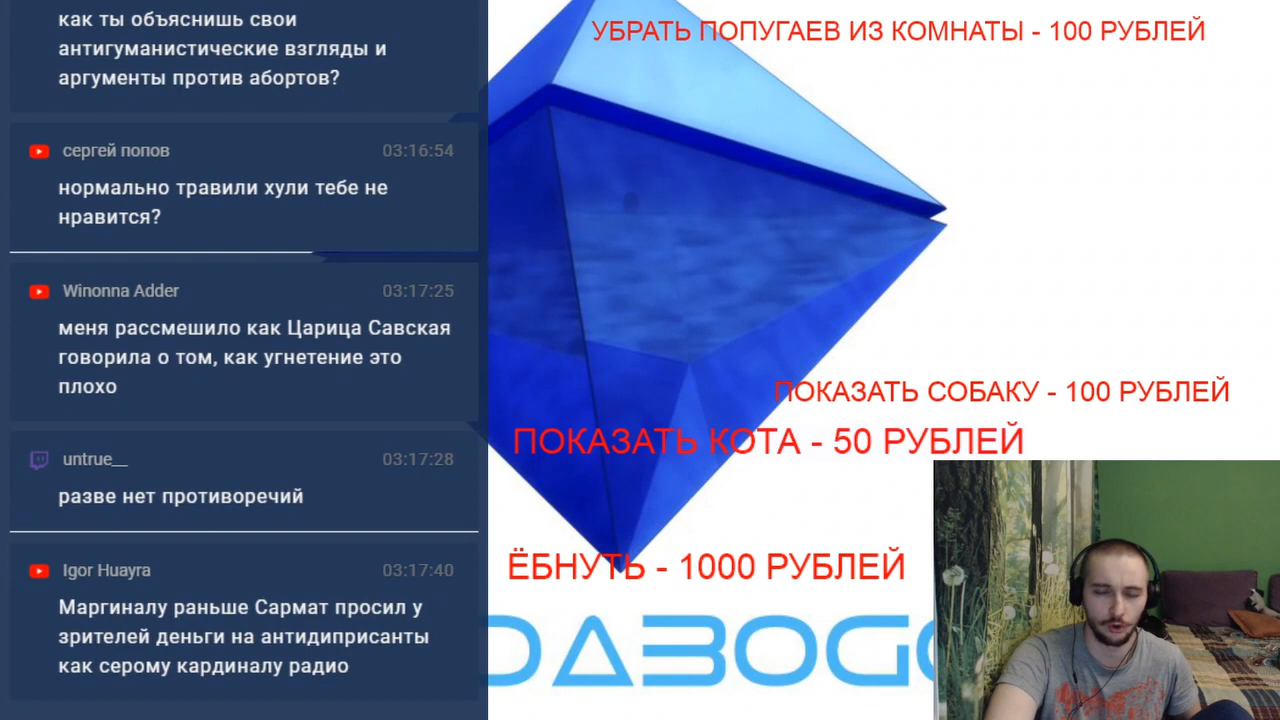 как ты объяснишь свои
антигуманистические взгляды и
аргументы против абортов?
сергей попов
03:16:54
нормально травили хули тебе не
нравится?
Winonna Adder
03:17:25
меня рассмешило как Царица Савская
говорила о том, как угнетение это
плохо
untrue__
03:17:28
разве нет противоречий
Igor Huayra
03:17:40
Маргиналу раньше Сармат просил у
зрителей деньги на антидиприсанты
как серому кардиналу радио
УБРАТЬ ПОПУГАЕВ ИЗ КОМНАТЫ - 100 РУБЛЕЙ
ПОКАЗАТЬ СОБАКУ - 100 РУБЛЕЙ
ПОКАЗАТЬ КОТА - 50 РУБЛЕЙ
ЁБНУТЬ - 1000 РУБЛЕЙ